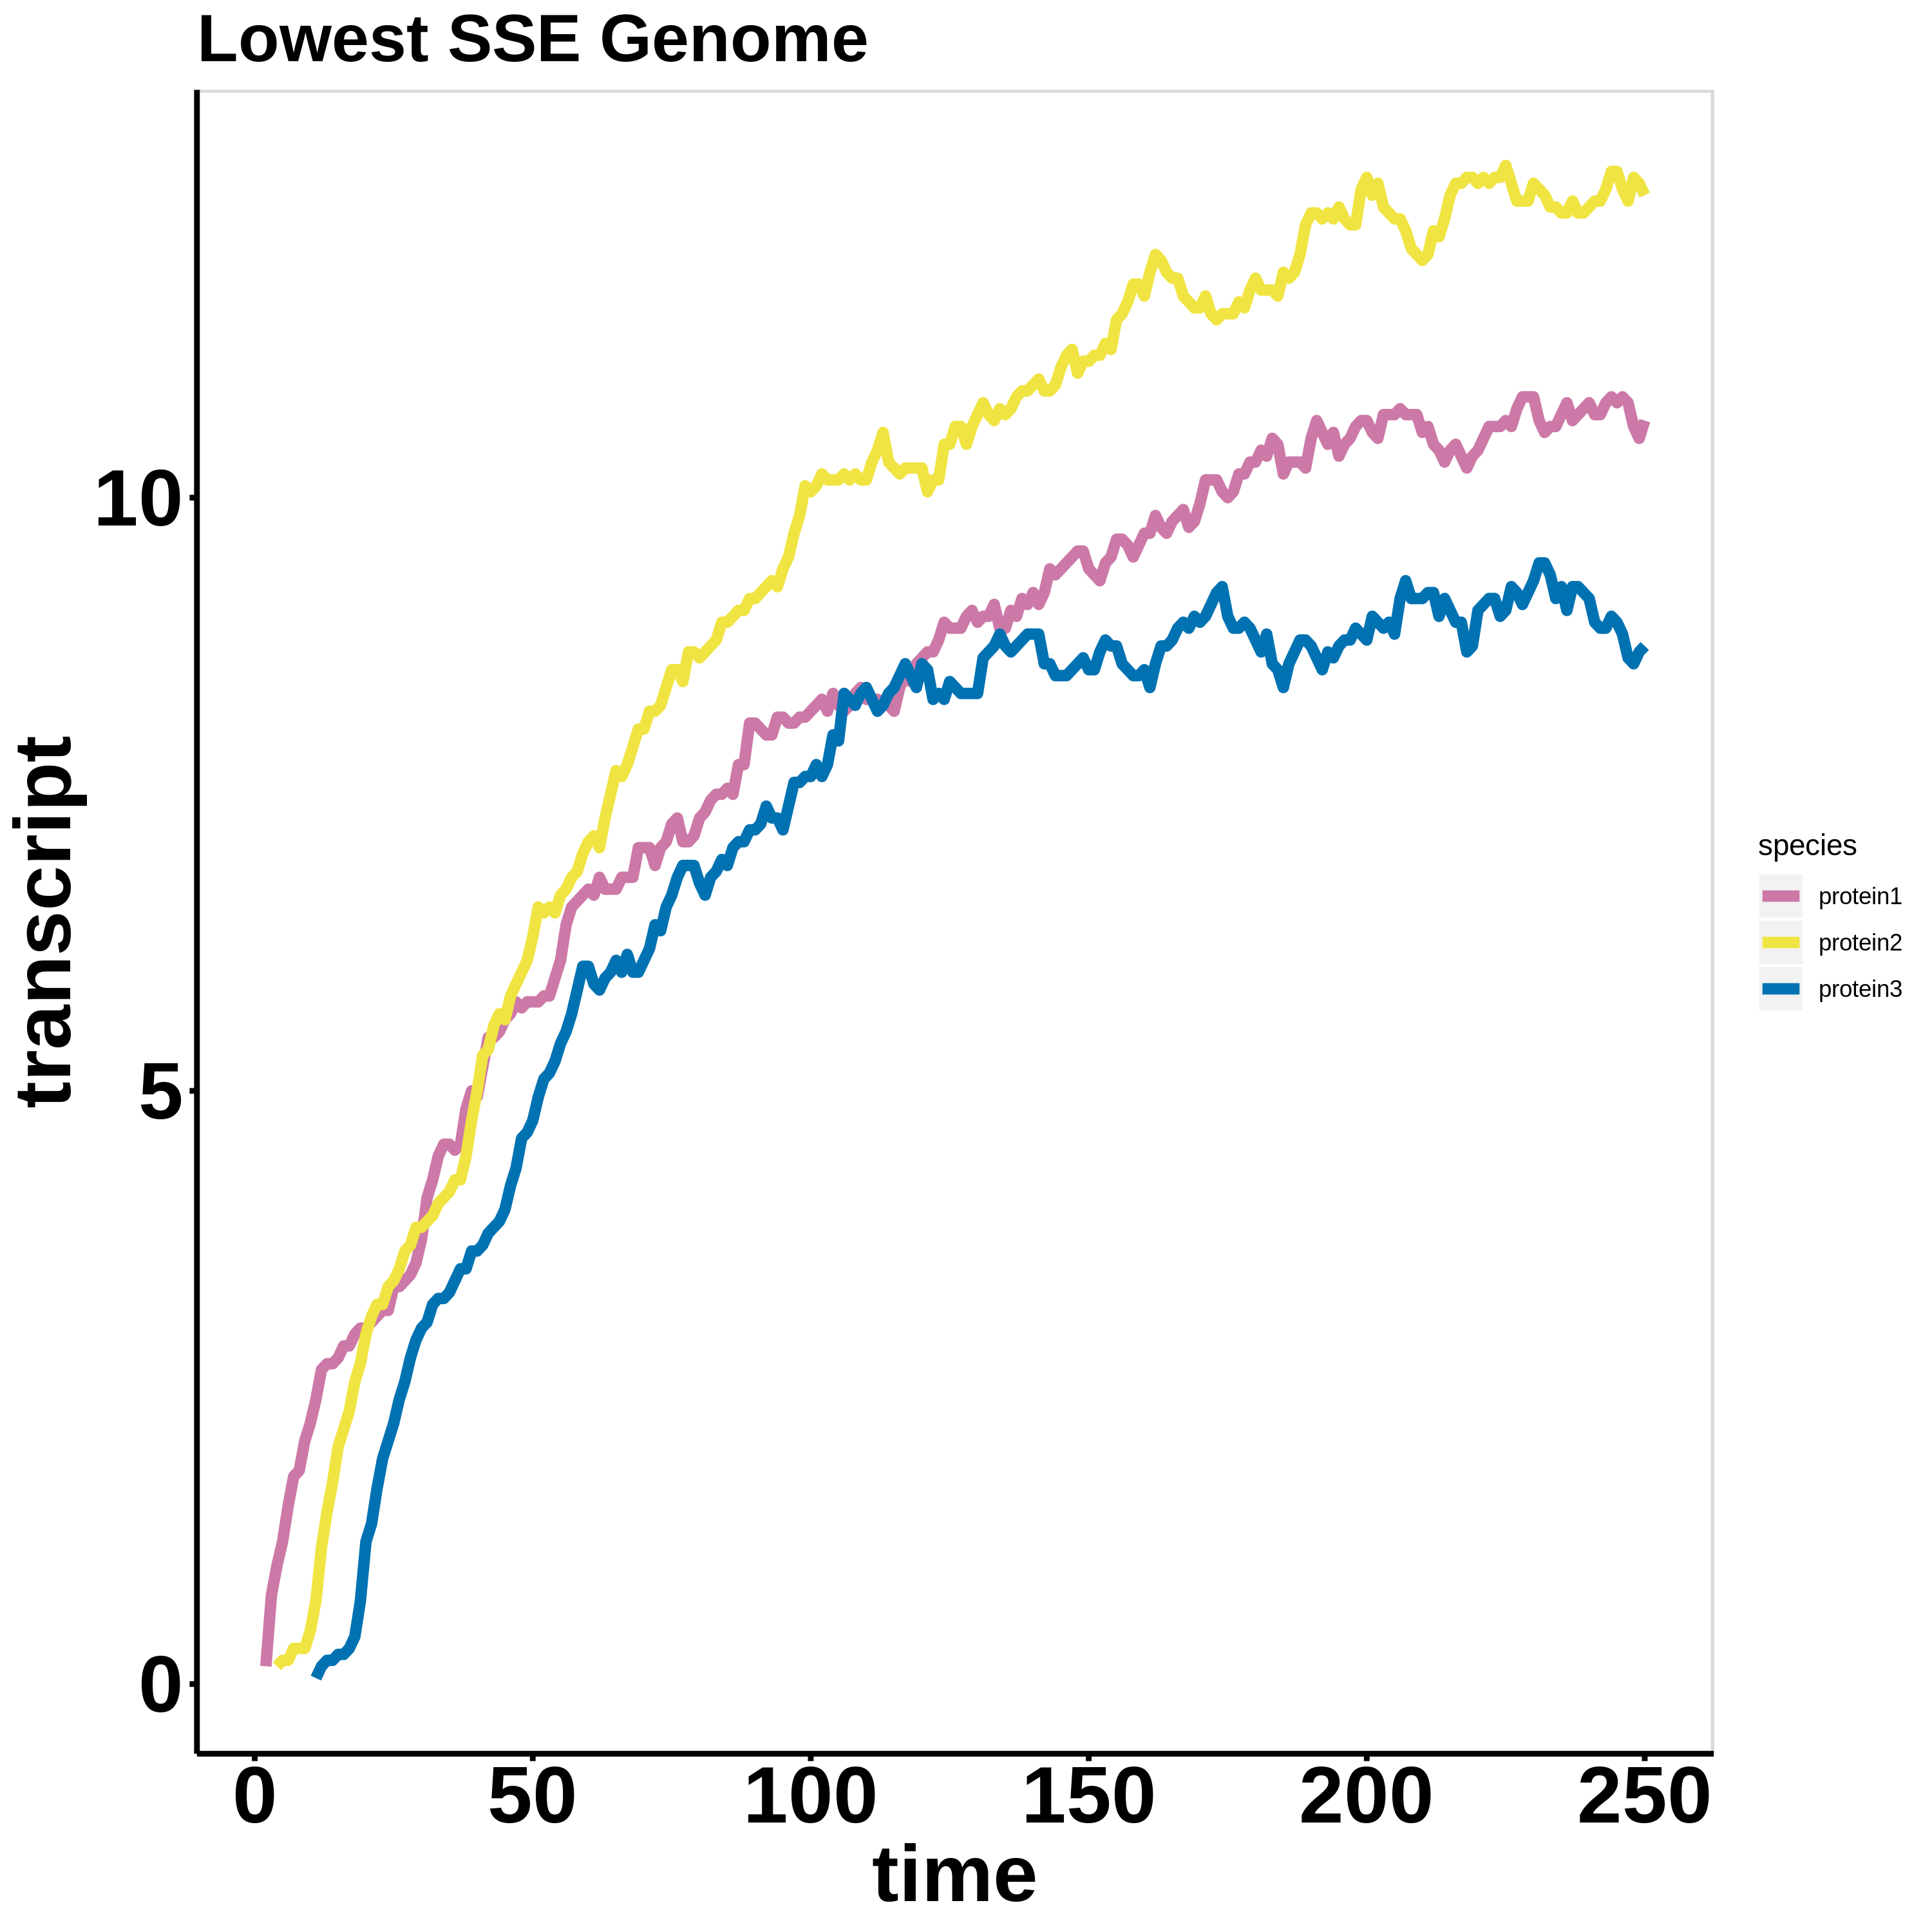 Lowest SSE Genome
transcript
10
5
0
0 50 100 150 200 250
time
species
protein1
protein2
protein3